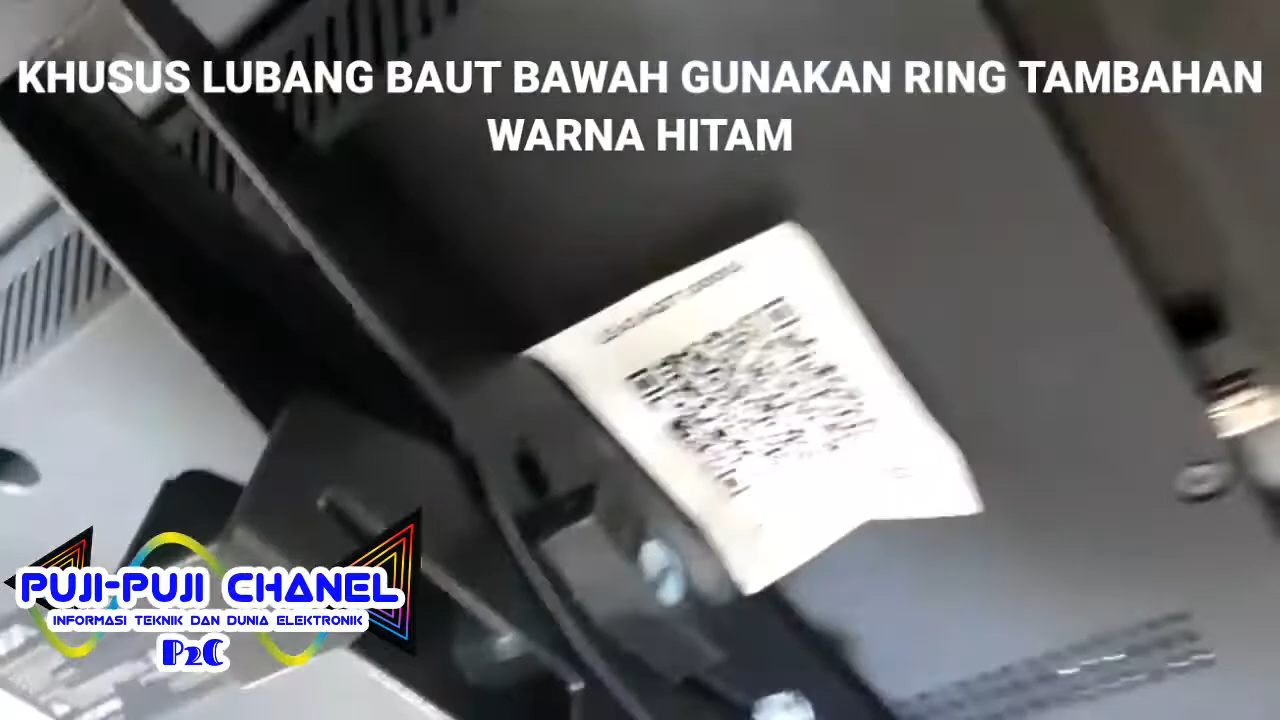 KHUSUS LUBANG BAUT BAWAH GUNAKAN RING TAMBAHAN
WARNA HITAM
PUJI-PUJI CHANEL
INFORMASI TEKNIK DAN DUNIA ELEKTRONIK
P2C